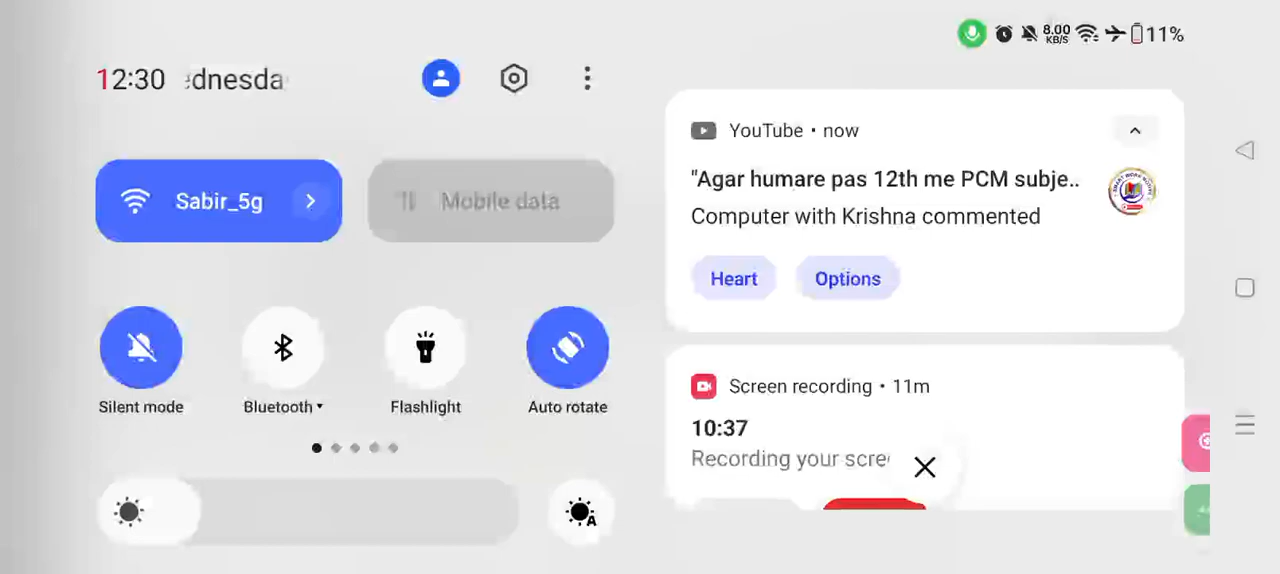 8.00
KB/S
11%
12:30 ednesda
Sabir_5g
Mobile data
Silent mode
Bluetooth
Flashlight
Auto rotate
A
YouTube • now
"Agar humare pas 12th me PCM subje..
Computer with Krishna commented
Heart
Options
Screen recording • 11m
10:37
Recording your scre